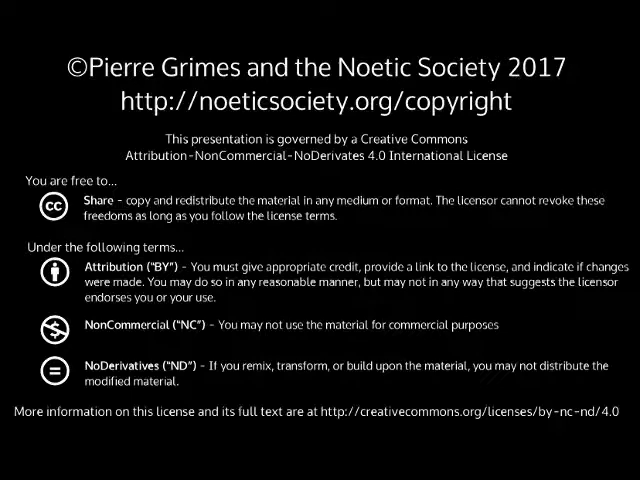 ©Pierre Grimes and the Noetic Society 2017
http://noeticsociety.org/copyright
This presentation is governed by a Creative Commons
Attribution-NonCommercial-NoDerivates 4.0 International License
You are free to...
cc Share - copy and redistribute the material in any medium or format. The licensor cannot revoke these
freedoms as long as you follow the license terms.
Under the following terms...
Attribution ("BY") - You must give appropriate credit, provide a link to the license, and indicate if changes
were made. You may do so in any reasonable manner, but may not in any way that suggests the licensor
endorses you or your use.
NonCommercial ("NC") - You may not use the material for commercial purposes
NoDerivatives ("ND") - If you remix, transform, or build upon the material, you may not distribute the
modified material.
More information on this license and its full text are at http://creativecommons.org/licenses/by-nc-nd/4.0